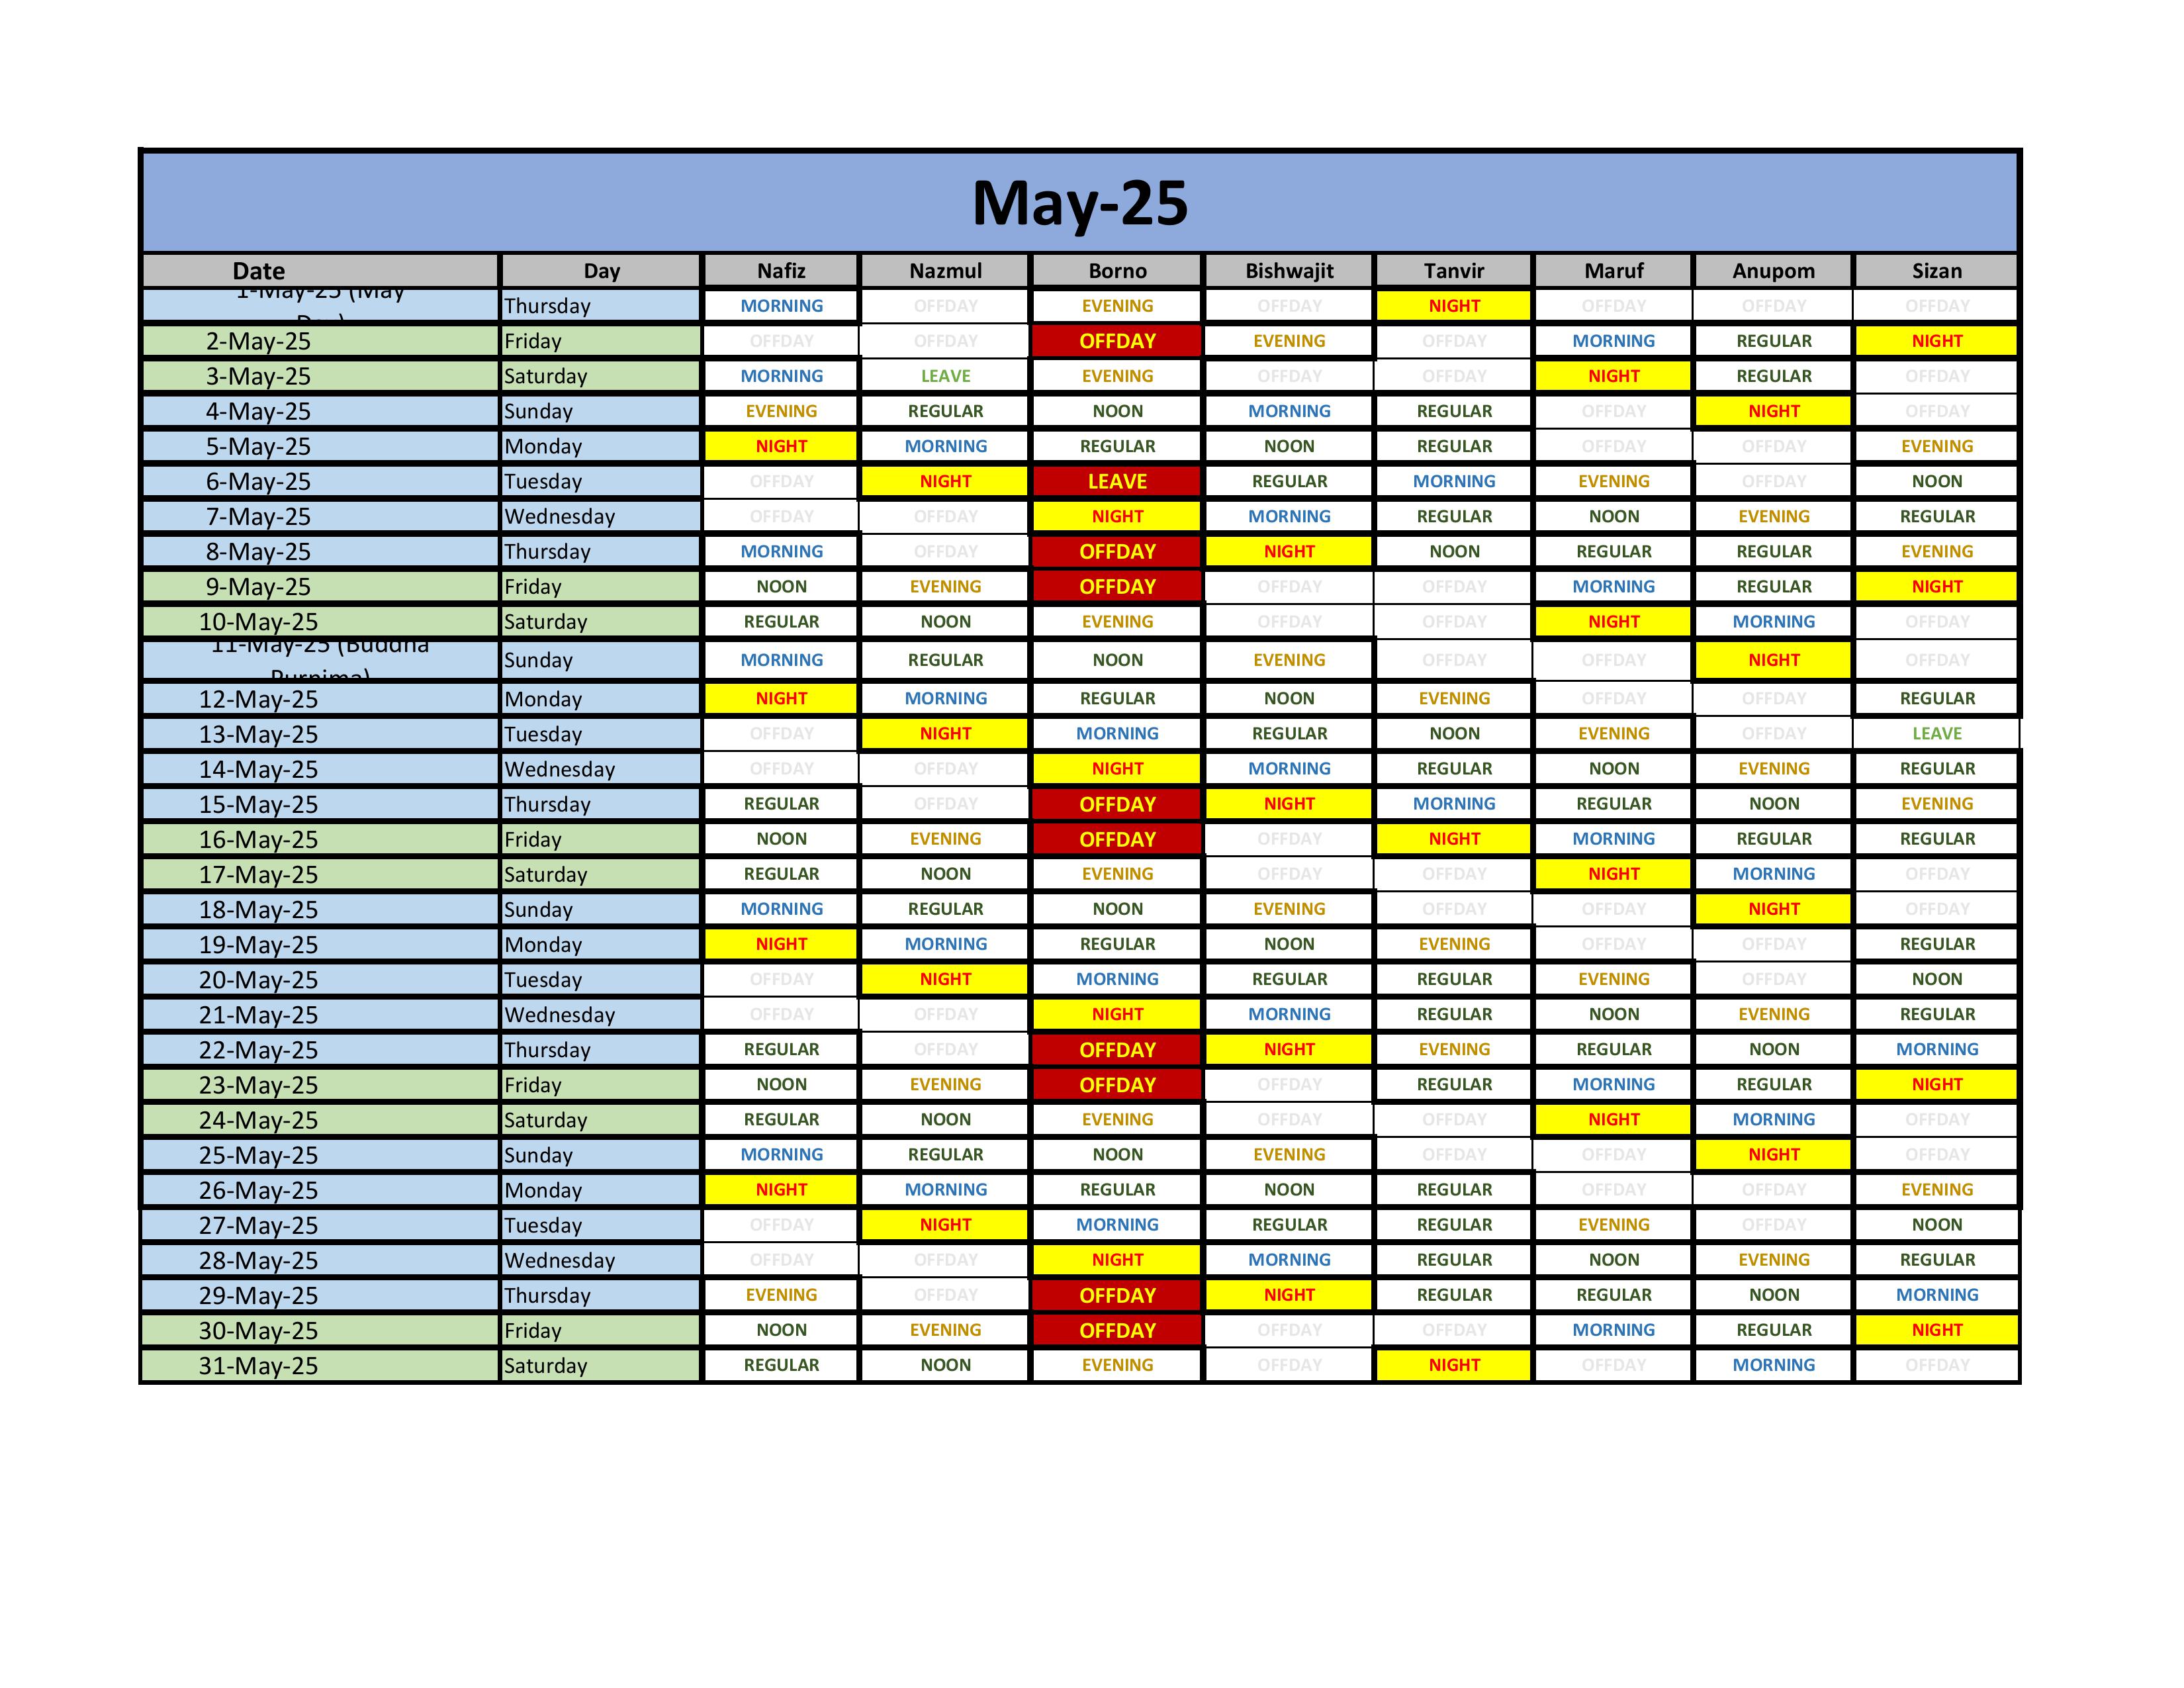 May-25
Date Day Nafiz Nazmul Borno Bishwajit Tanvir Maruf Anupom Sizan
1-May-25 (May Day) Thursday MORNING OFFDAY EVENING OFFDAY NIGHT OFFDAY OFFDAY OFFDAY
2-May-25 Friday OFFDAY OFFDAY OFFDAY EVENING OFFDAY MORNING REGULAR NIGHT
3-May-25 Saturday MORNING LEAVE EVENING OFFDAY OFFDAY NIGHT REGULAR OFFDAY
4-May-25 Sunday EVENING REGULAR NOON MORNING REGULAR OFFDAY NIGHT OFFDAY
5-May-25 Monday NIGHT MORNING REGULAR NOON REGULAR OFFDAY OFFDAY EVENING
6-May-25 Tuesday OFFDAY NIGHT LEAVE REGULAR MORNING EVENING OFFDAY NOON
7-May-25 Wednesday OFFDAY OFFDAY NIGHT MORNING REGULAR NOON EVENING REGULAR
8-May-25 Thursday MORNING OFFDAY OFFDAY NIGHT NOON REGULAR REGULAR EVENING
9-May-25 Friday NOON EVENING OFFDAY OFFDAY OFFDAY MORNING REGULAR NIGHT
10-May-25 Saturday REGULAR NOON EVENING OFFDAY OFFDAY NIGHT MORNING OFFDAY
11-May-25 (Buddha Purnima) Sunday MORNING REGULAR NOON EVENING OFFDAY OFFDAY NIGHT OFFDAY
12-May-25 Monday NIGHT MORNING REGULAR NOON EVENING OFFDAY OFFDAY REGULAR
13-May-25 Tuesday OFFDAY NIGHT MORNING REGULAR NOON EVENING OFFDAY LEAVE
14-May-25 Wednesday OFFDAY OFFDAY NIGHT MORNING REGULAR NOON EVENING REGULAR
15-May-25 Thursday REGULAR OFFDAY OFFDAY NIGHT MORNING REGULAR NOON EVENING
16-May-25 Friday NOON EVENING OFFDAY OFFDAY NIGHT MORNING REGULAR REGULAR
17-May-25 Saturday REGULAR NOON EVENING OFFDAY OFFDAY NIGHT MORNING OFFDAY
18-May-25 Sunday MORNING REGULAR NOON EVENING OFFDAY OFFDAY NIGHT OFFDAY
19-May-25 Monday NIGHT MORNING REGULAR NOON EVENING OFFDAY OFFDAY REGULAR
20-May-25 Tuesday OFFDAY NIGHT MORNING REGULAR REGULAR EVENING OFFDAY NOON
21-May-25 Wednesday OFFDAY OFFDAY NIGHT MORNING REGULAR NOON EVENING REGULAR
22-May-25 Thursday REGULAR OFFDAY OFFDAY NIGHT EVENING REGULAR NOON MORNING
23-May-25 Friday NOON EVENING OFFDAY OFFDAY REGULAR MORNING REGULAR NIGHT
24-May-25 Saturday REGULAR NOON EVENING OFFDAY OFFDAY NIGHT MORNING OFFDAY
25-May-25 Sunday MORNING REGULAR NOON EVENING OFFDAY OFFDAY NIGHT OFFDAY
26-May-25 Monday NIGHT MORNING REGULAR NOON REGULAR OFFDAY OFFDAY EVENING
27-May-25 Tuesday OFFDAY NIGHT MORNING REGULAR REGULAR EVENING OFFDAY NOON
28-May-25 Wednesday OFFDAY OFFDAY NIGHT MORNING REGULAR NOON EVENING REGULAR
29-May-25 Thursday EVENING OFFDAY OFFDAY NIGHT REGULAR REGULAR NOON MORNING
30-May-25 Friday NOON EVENING OFFDAY OFFDAY OFFDAY MORNING REGULAR NIGHT
31-May-25 Saturday REGULAR NOON EVENING OFFDAY NIGHT OFFDAY MORNING OFFDAY